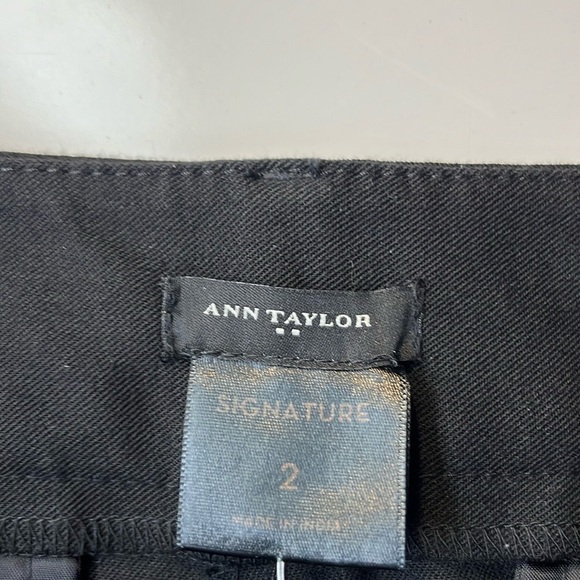 ANN TAYLOR
SIGNATURE
2
MADE IN INDIA